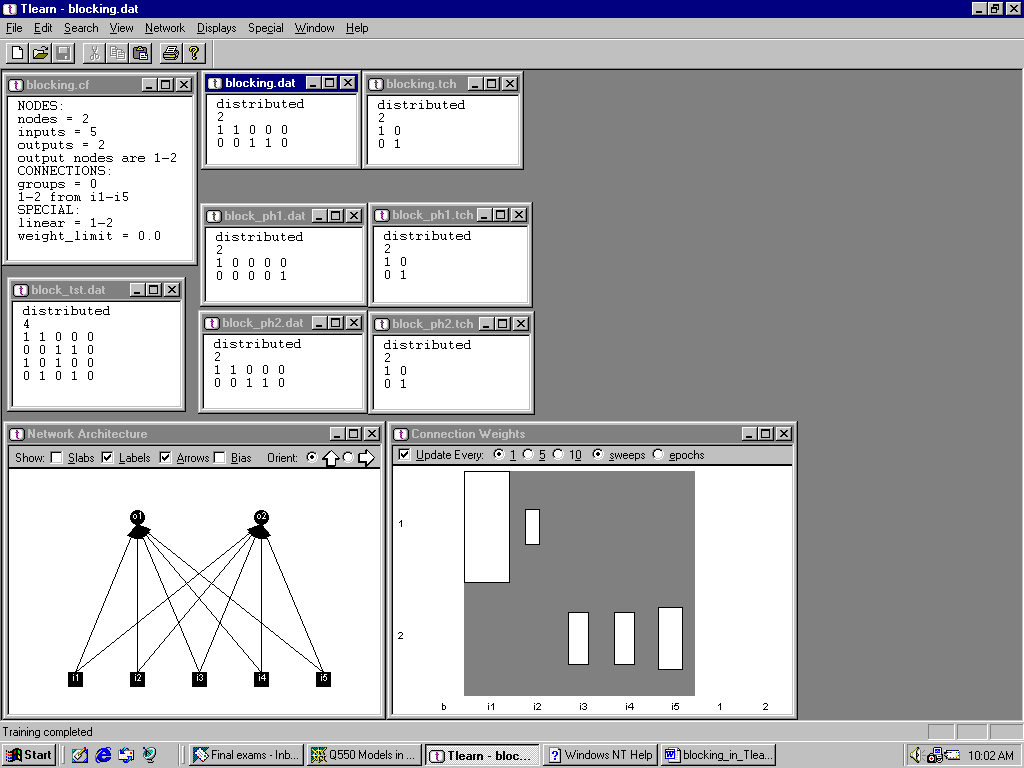 Tlearn - blocking.dat
File Edit Search View Network Displays Special Window Help
blocking.cf
NODES:
nodes = 2
inputs = 5
outputs = 2
output nodes are 1-2
CONNECTIONS:
groups = 0
1-2 from i1-i5
SPECIAL:
linear = 1-2
weight_limit = 0.0
blocking.dat
distributed
2
1 1 0 0 0
0 0 1 1 0
blocking.tch
distributed
2
1 0
0 1
block_ph1.dat
distributed
2
1 0 0 0 0
0 0 0 0 1
block_ph1.tch
distributed
2
1 0
0 1
block_tst.dat
distributed
4
1 1 0 0 0
0 0 1 1 0
1 0 1 0 0
0 1 0 1 0
block_ph2.dat
distributed
2
1 1 0 0 0
0 0 1 1 0
block_ph2.tch
distributed
2
1 0
0 1
Network Architecture
Show: Slabs Labels Arrows Bias Orient:
o1 o2
i1 i2 i3 i4 i5
Connection Weights
Update Every: 1 5 10 sweeps epochs
1
2
b i1 i2 i3 i4 i5 1 2
Training completed
Start Final exams - Inb... Q550 Models in ... Tlearn - bloc... Windows NT Help blocking_in_Tlea... 10:02 AM